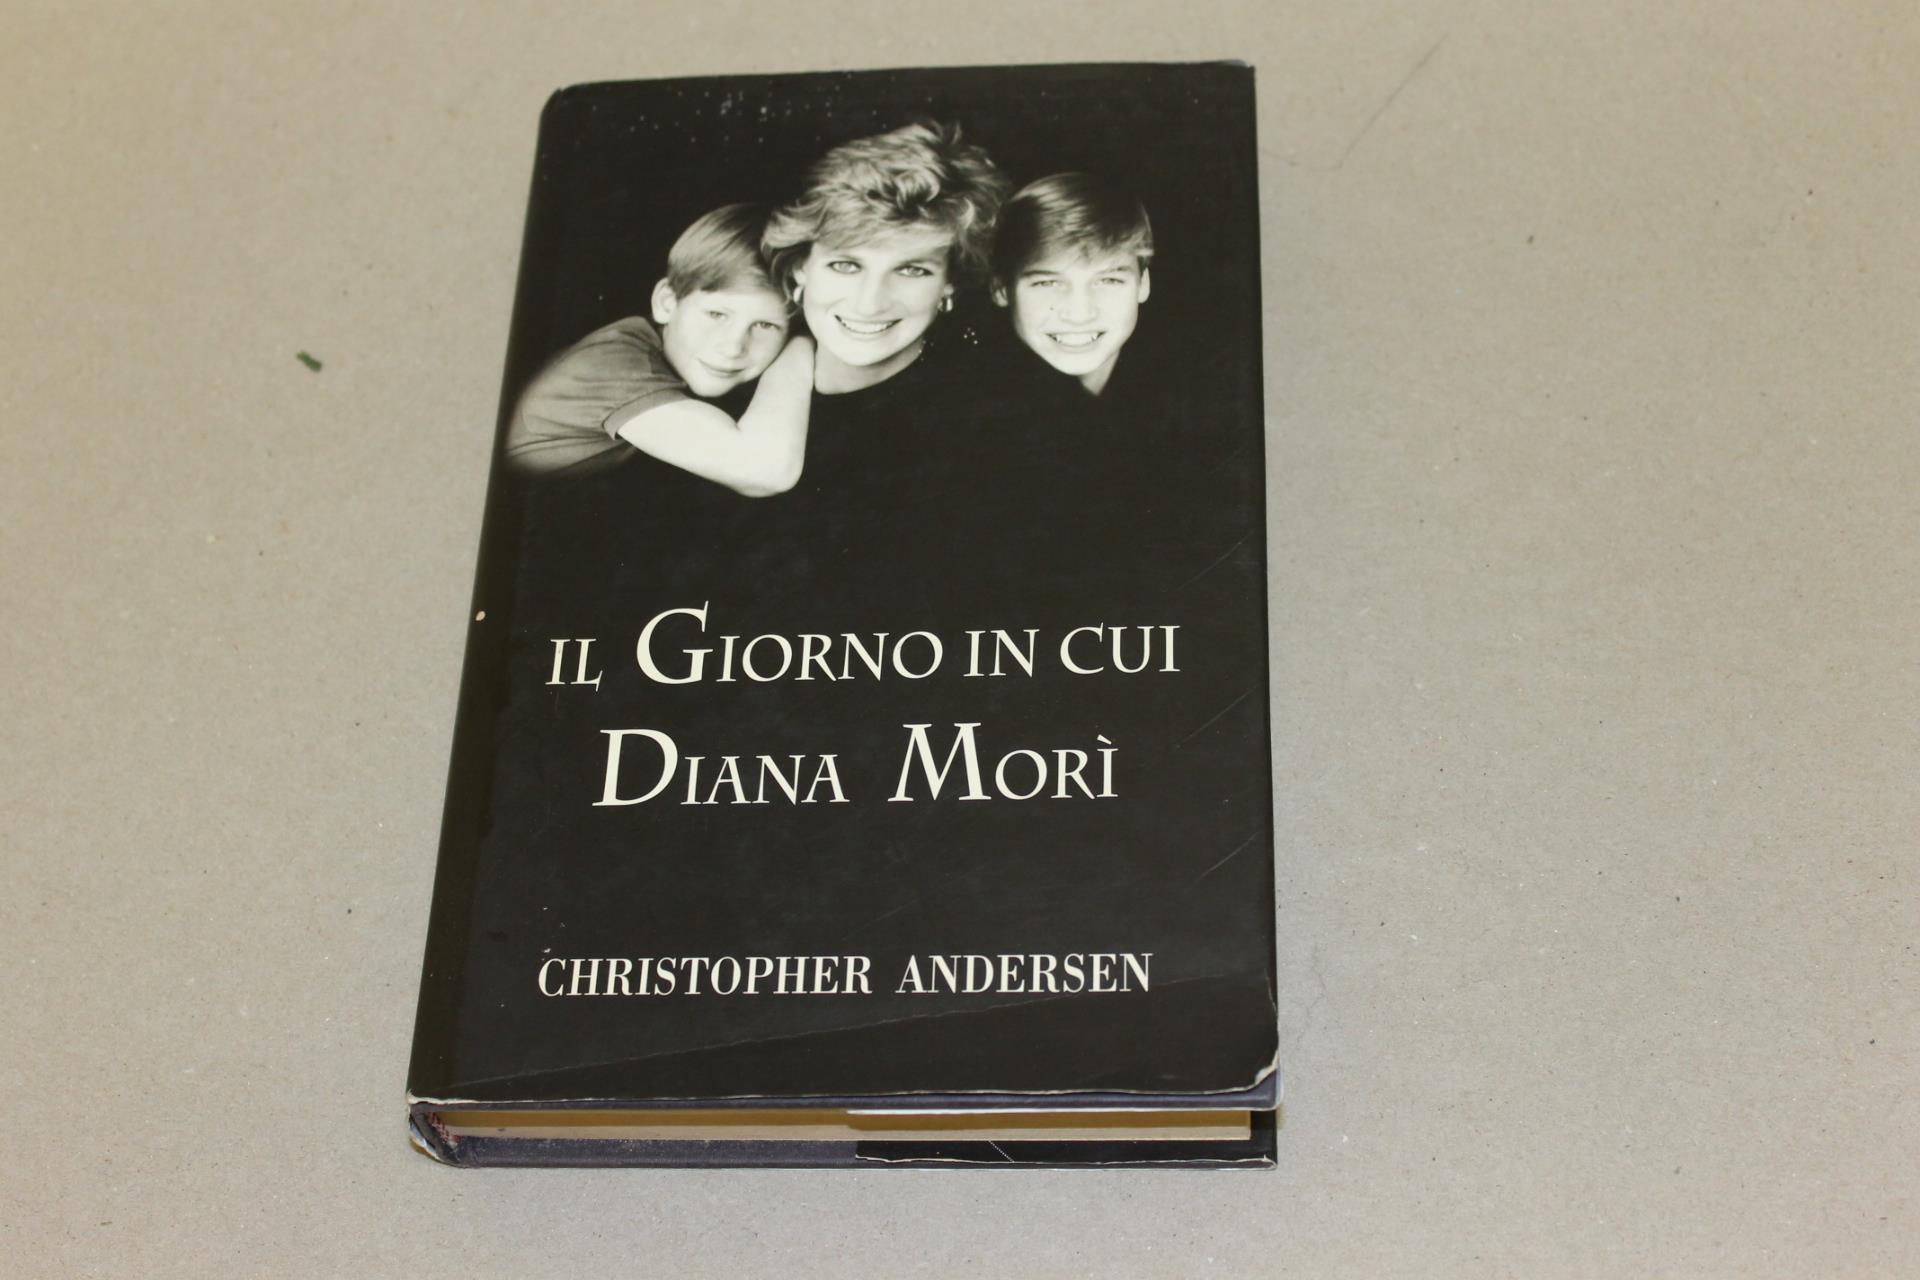 IL GIORNO IN CUI
DIANA MORÌ
CHRISTOPHER ANDERSEN